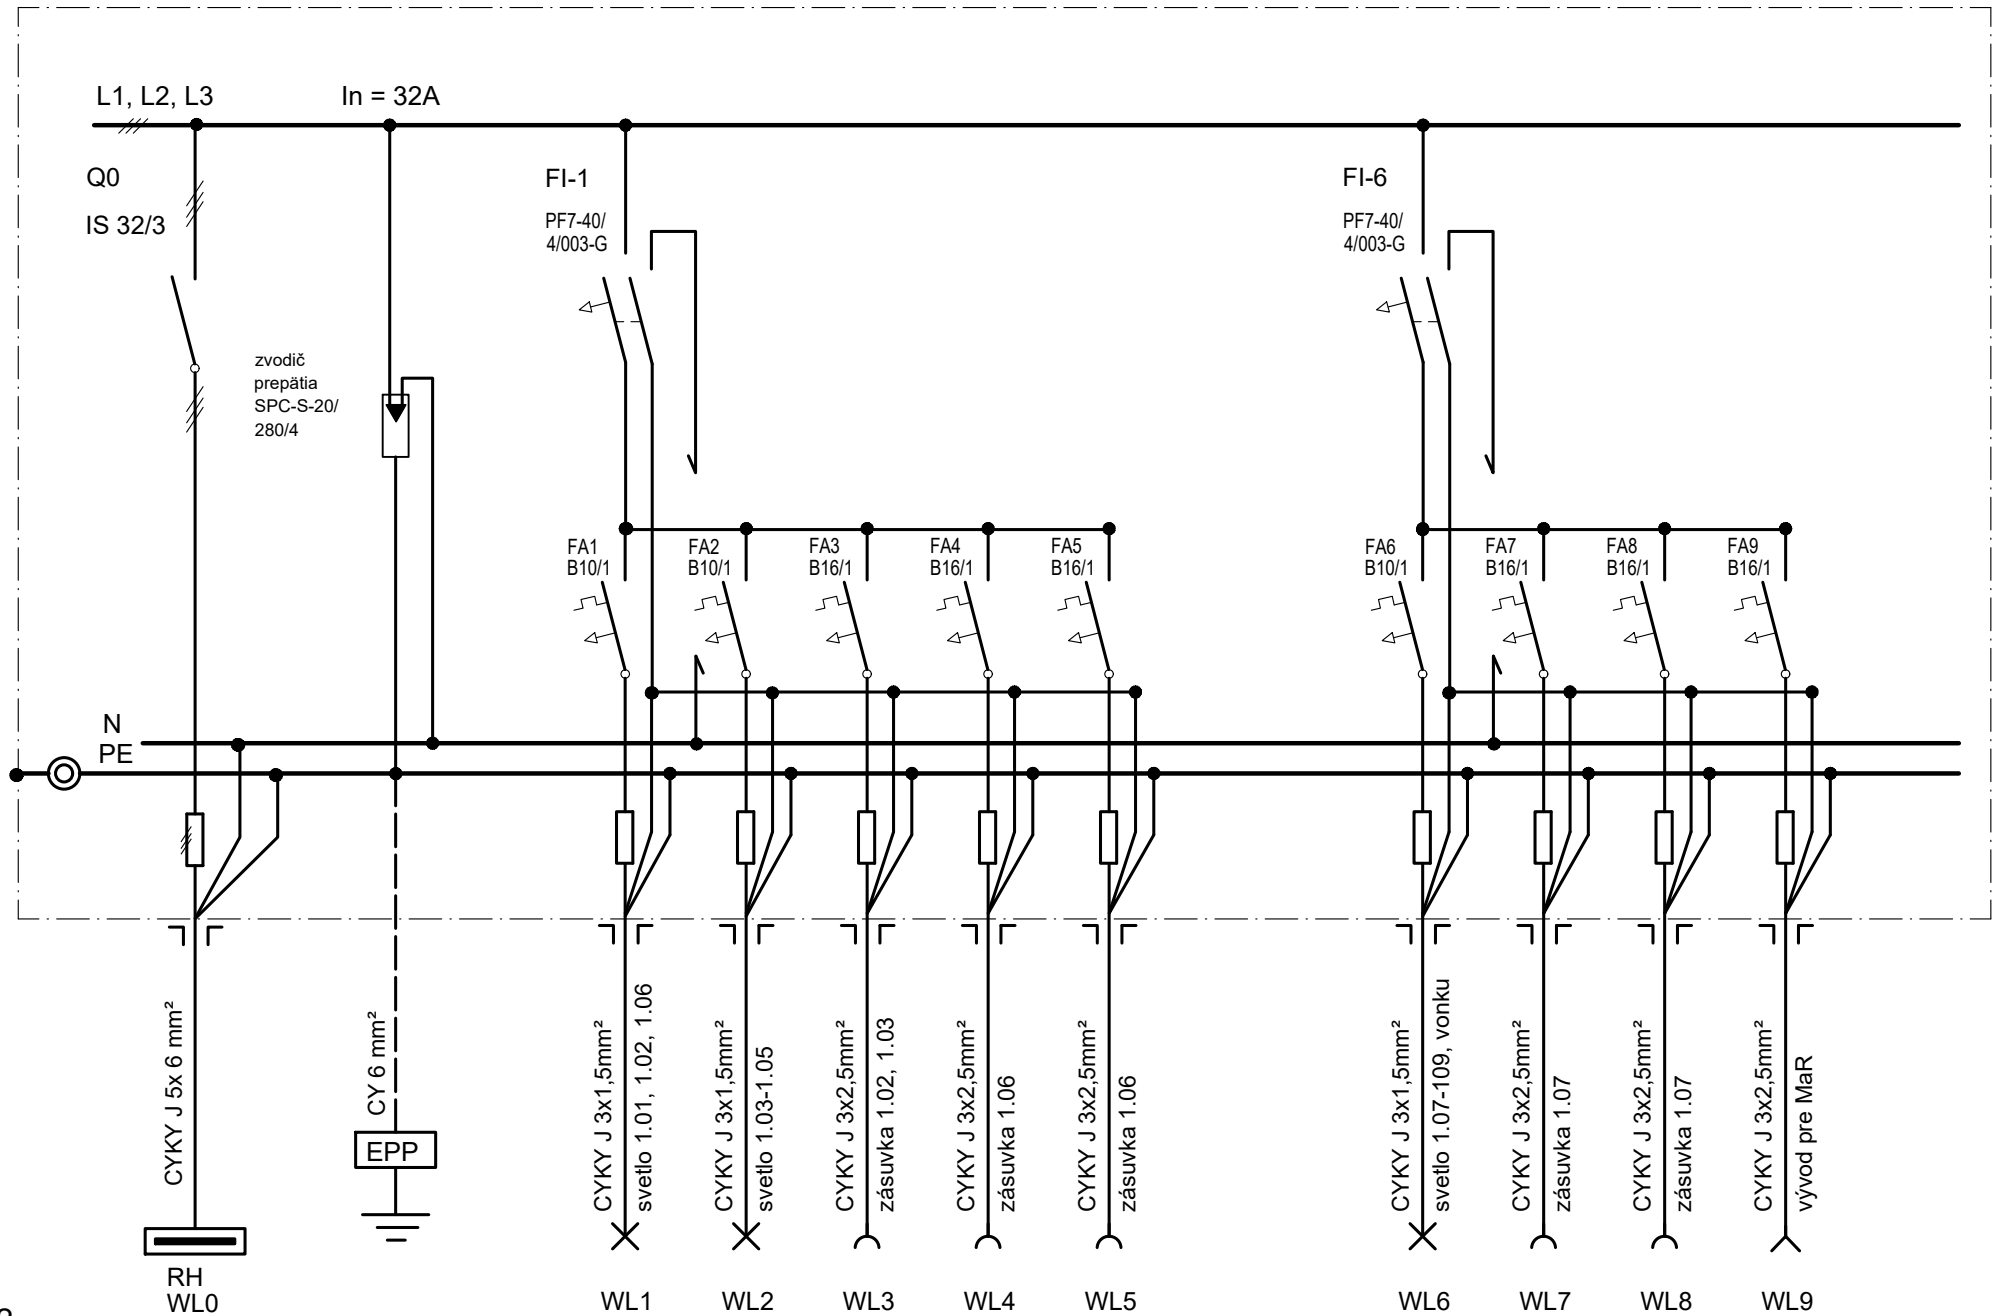 L1, L2, L3
In = 32A
Q0
IS 32/3
FI-1
PF7-40/
4/003-G
FI-6
PF7-40/
4/003-G
zvodič
prepätia
SPC-S-20/
280/4
FA1
B10/1
FA2
B10/1
FA3
B16/1
FA4
B16/1
FA5
B16/1
FA6
B10/1
FA7
B16/1
FA8
B16/1
FA9
B16/1
N
PE
CYKY J 5x 6 mm²
CY 6 mm²
EPP
CYKY J 3x1,5mm²
svetlo 1.01, 1.02, 1.06
CYKY J 3x1,5mm²
svetlo 1.03-1.05
CYKY J 3x2,5mm²
zásuvka 1.02, 1.03
CYKY J 3x2,5mm²
zásuvka 1.06
CYKY J 3x2,5mm²
zásuvka 1.06
CYKY J 3x1,5mm²
svetlo 1.07-109, vonku
CYKY J 3x2,5mm²
zásuvka 1.07
CYKY J 3x2,5mm²
zásuvka 1.07
CYKY J 3x2,5mm²
vývod pre MaR
RH
WL0
WL1
WL2
WL3
WL4
WL5
WL6
WL7
WL8
WL9